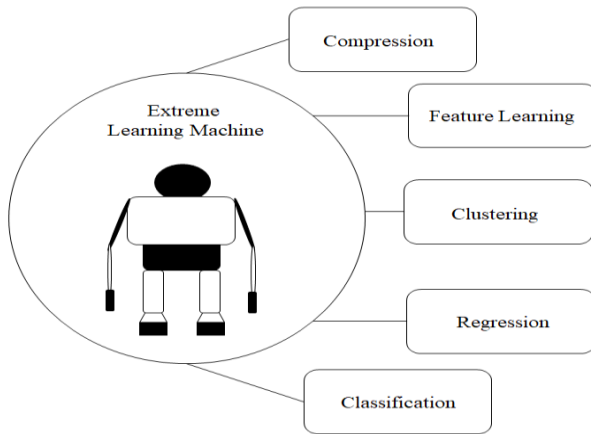 Compression
Extreme
Learning Machine
Feature Learning
Clustering
Regression
Classification